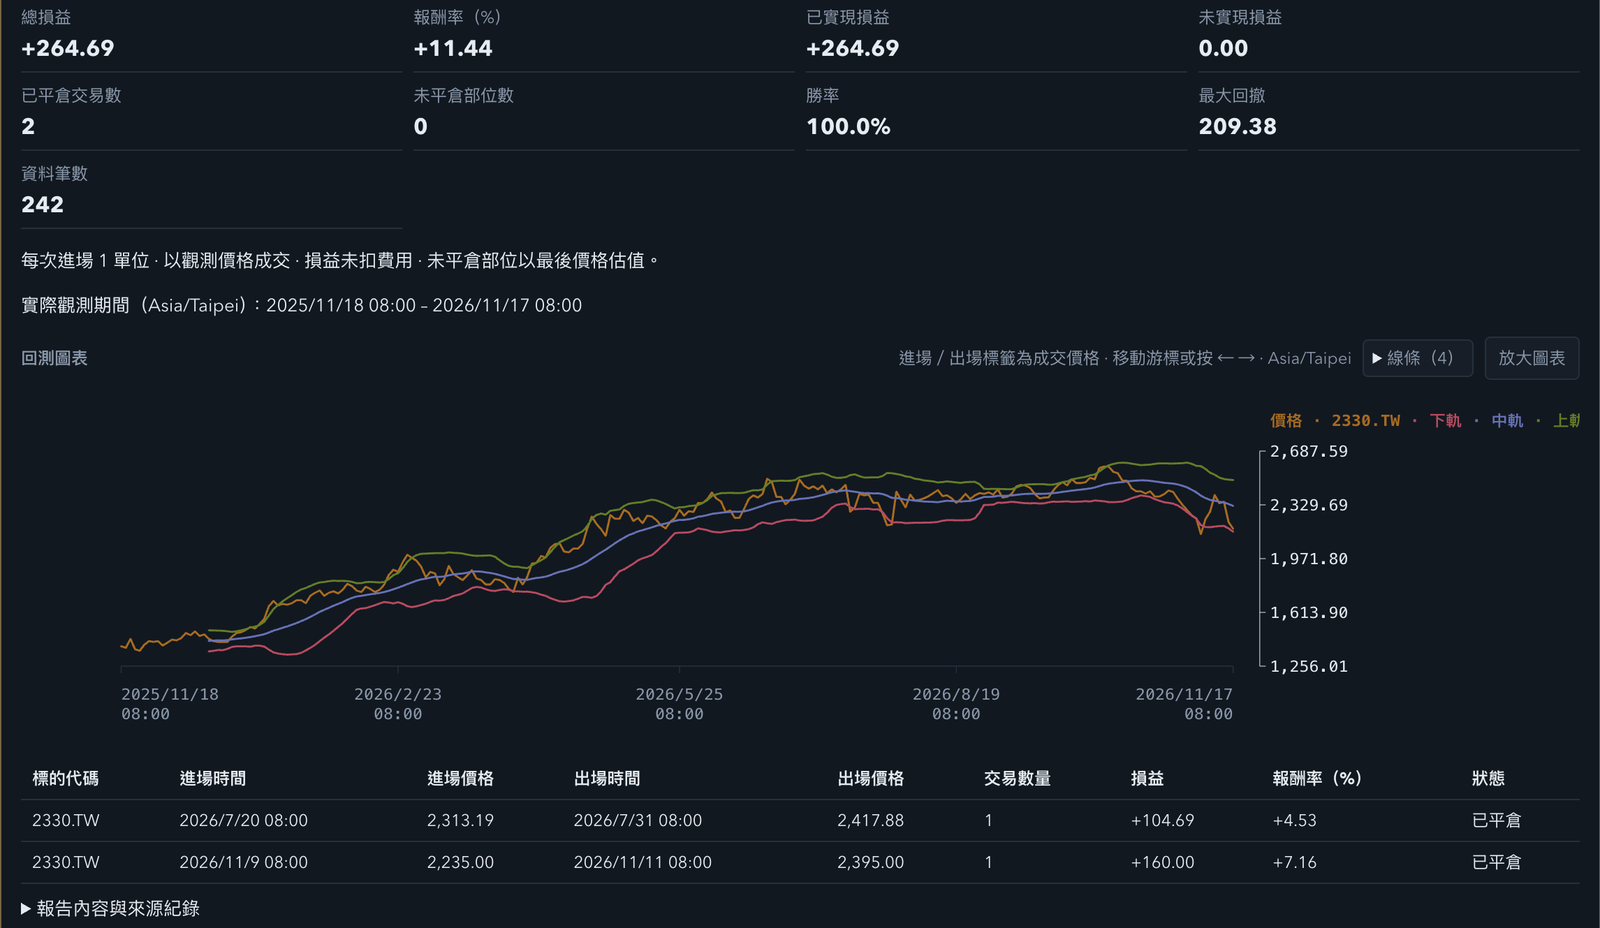 總損益 報酬率（%） 已實現損益 未實現損益
+264.69 +11.44 +264.69 0.00
已平倉交易數 未平倉部位數 勝率 最大回撤
2 0 100.0% 209.38
資料筆數
242
每次進場 1 單位 · 以觀測價格成交 · 損益未扣費用 · 未平倉部位以最後價格估值。
實際觀測期間（Asia/Taipei）：2025/11/18 08:00 – 2026/11/17 08:00
回測圖表 進場 / 出場標籤為成交價格 · 移動游標或按 ← → · Asia/Taipei ▶ 線條（4） 放大圖表
價格 · 2330.TW · 下軌 · 中軌 · 上軌
2,687.59
2,329.69
1,971.80
1,613.90
1,256.01
2025/11/18 2026/2/23 2026/5/25 2026/8/19 2026/11/17
08:00 08:00 08:00 08:00 08:00
標的代碼 進場時間 進場價格 出場時間 出場價格 交易數量 損益 報酬率（%） 狀態
2330.TW 2026/7/20 08:00 2,313.19 2026/7/31 08:00 2,417.88 1 +104.69 +4.53 已平倉
2330.TW 2026/11/9 08:00 2,235.00 2026/11/11 08:00 2,395.00 1 +160.00 +7.16 已平倉
▶ 報告內容與來源紀錄